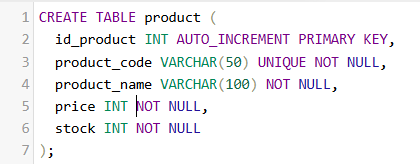 1 CREATE TABLE product (
2 id_product INT AUTO_INCREMENT PRIMARY KEY,
3 product_code VARCHAR(50) UNIQUE NOT NULL,
4 product_name VARCHAR(100) NOT NULL,
5 price INT NOT NULL,
6 stock INT NOT NULL
7 );